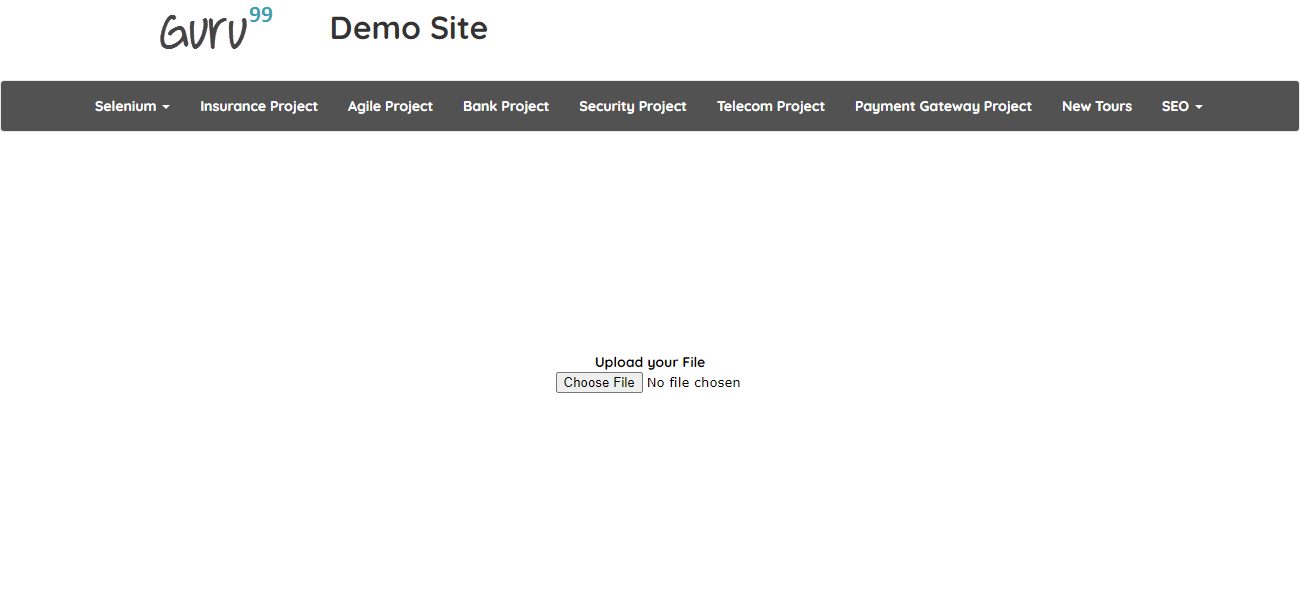 Guru99 Demo Site
Selenium Insurance Project Agile Project Bank Project Security Project Telecom Project Payment Gateway Project New Tours SEO
Upload your File
Choose File No file chosen